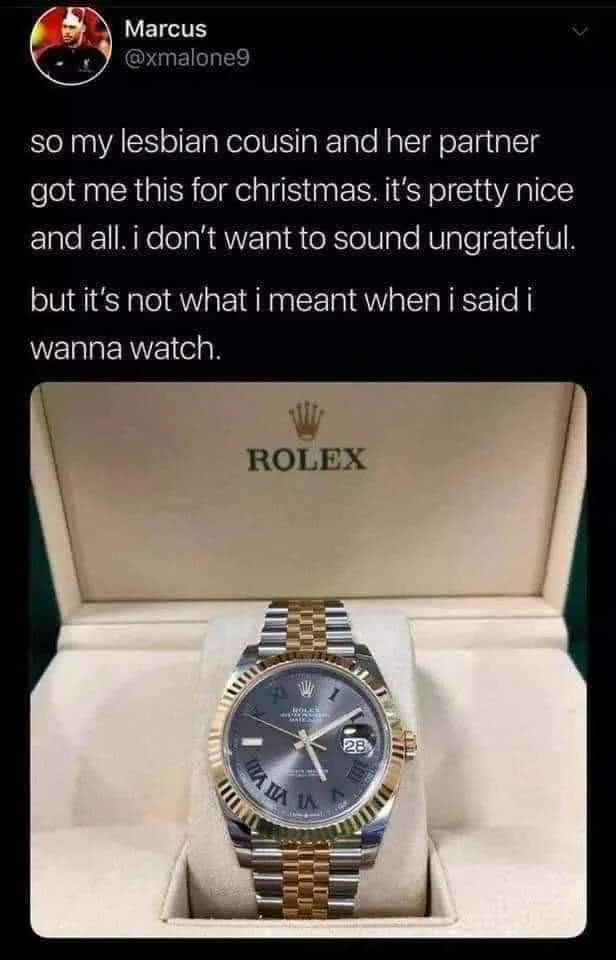 Marcus
@xmalone9
so my lesbian cousin and her partner
got me this for christmas. it's pretty nice
and all. i don't want to sound ungrateful.
but it's not what i meant when i said i
wanna watch.
ROLEX
ROLEX
28